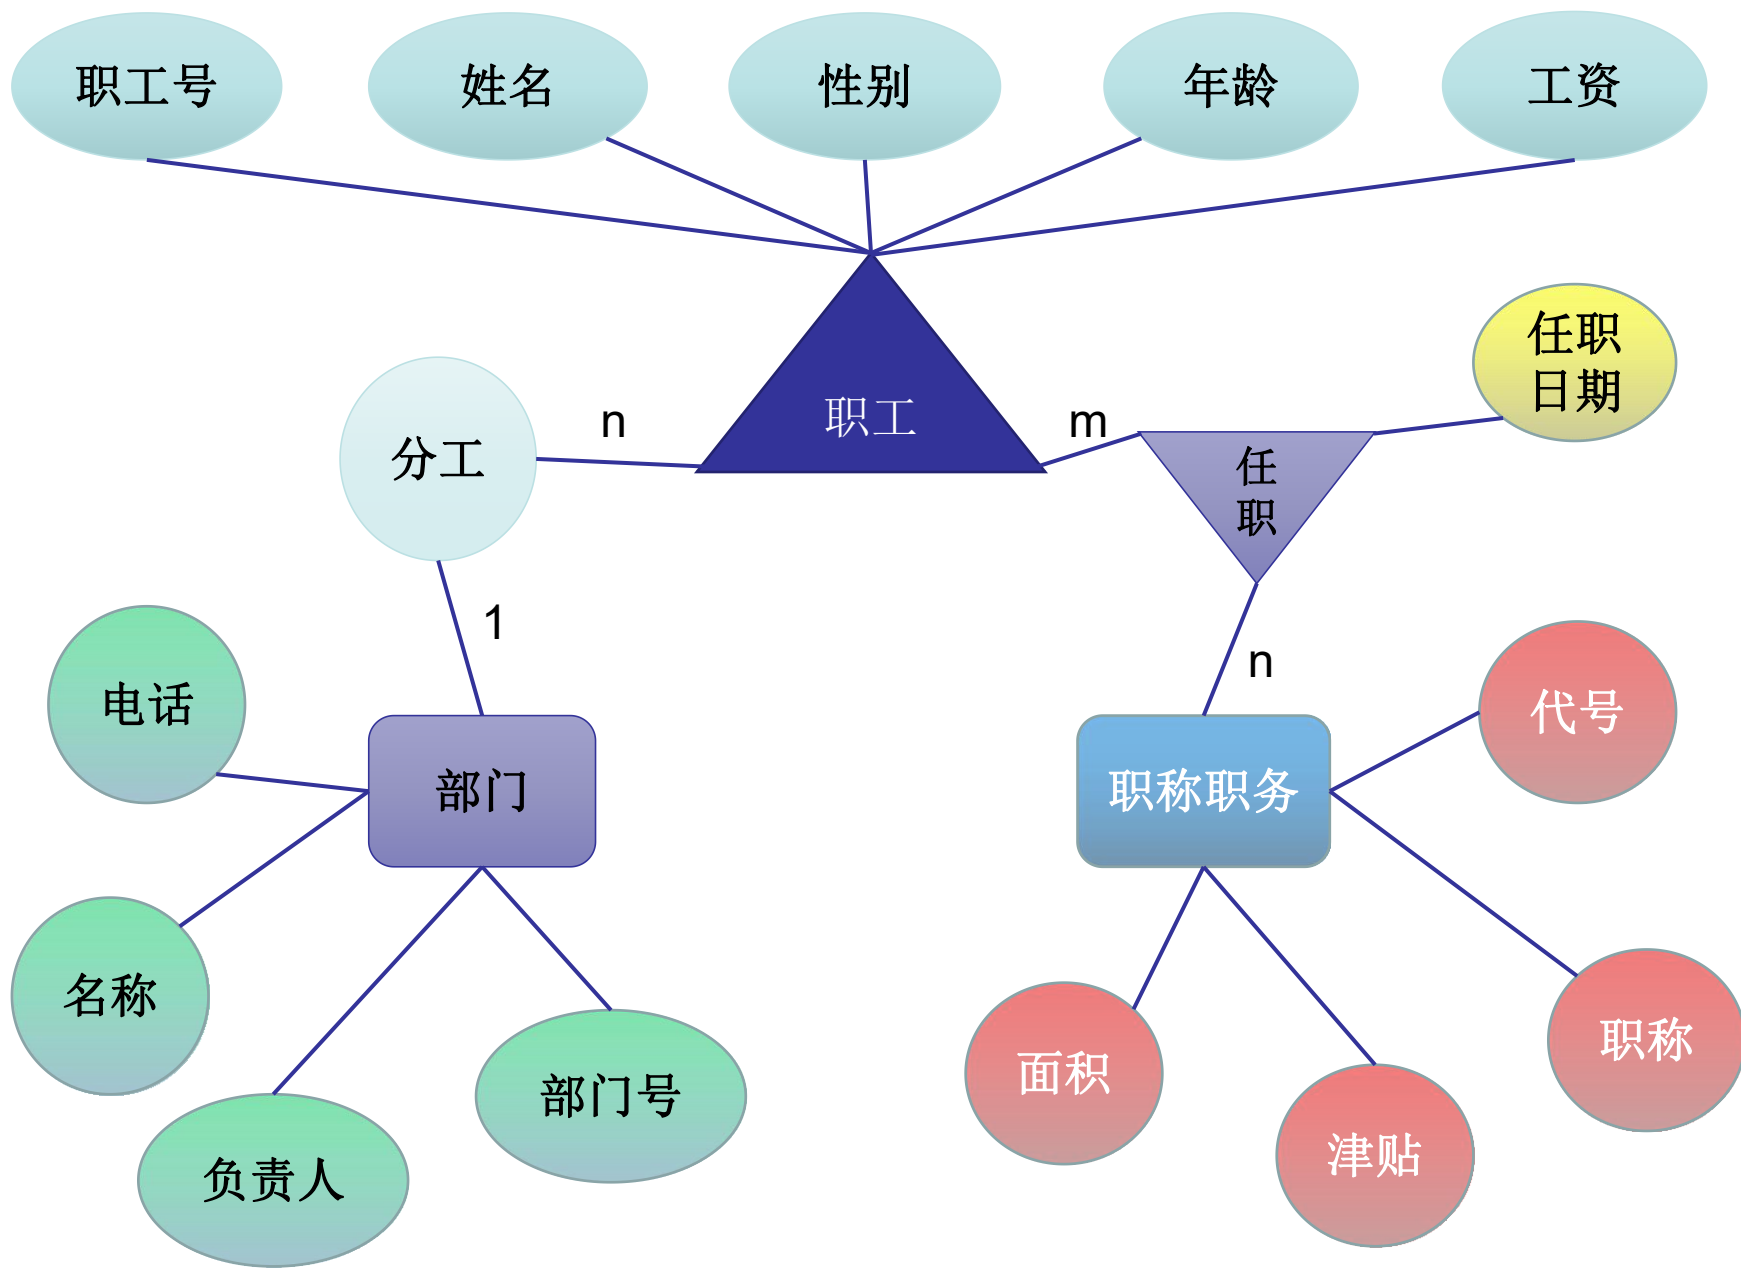 职工号
姓名
性别
年龄
工资
任职
日期
职工
n
m
分工
任
职
1
n
电话
代号
部门
职称职务
名称
职称
面积
部门号
津贴
负责人